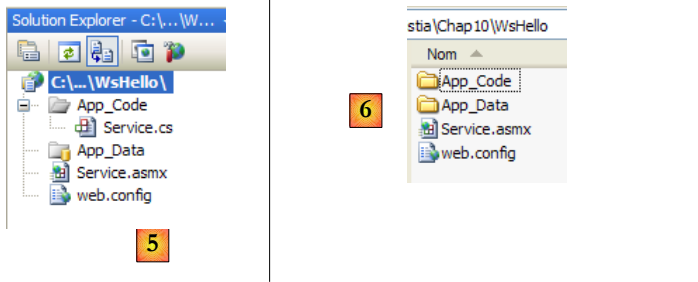 Solution Explorer - C:\...\W...
C:\...\WsHello\
App_Code
Service.cs
App_Data
Service.asmx
web.config
5
stia\Chap10\WsHello
Nom
App_Code
App_Data
Service.asmx
web.config
6